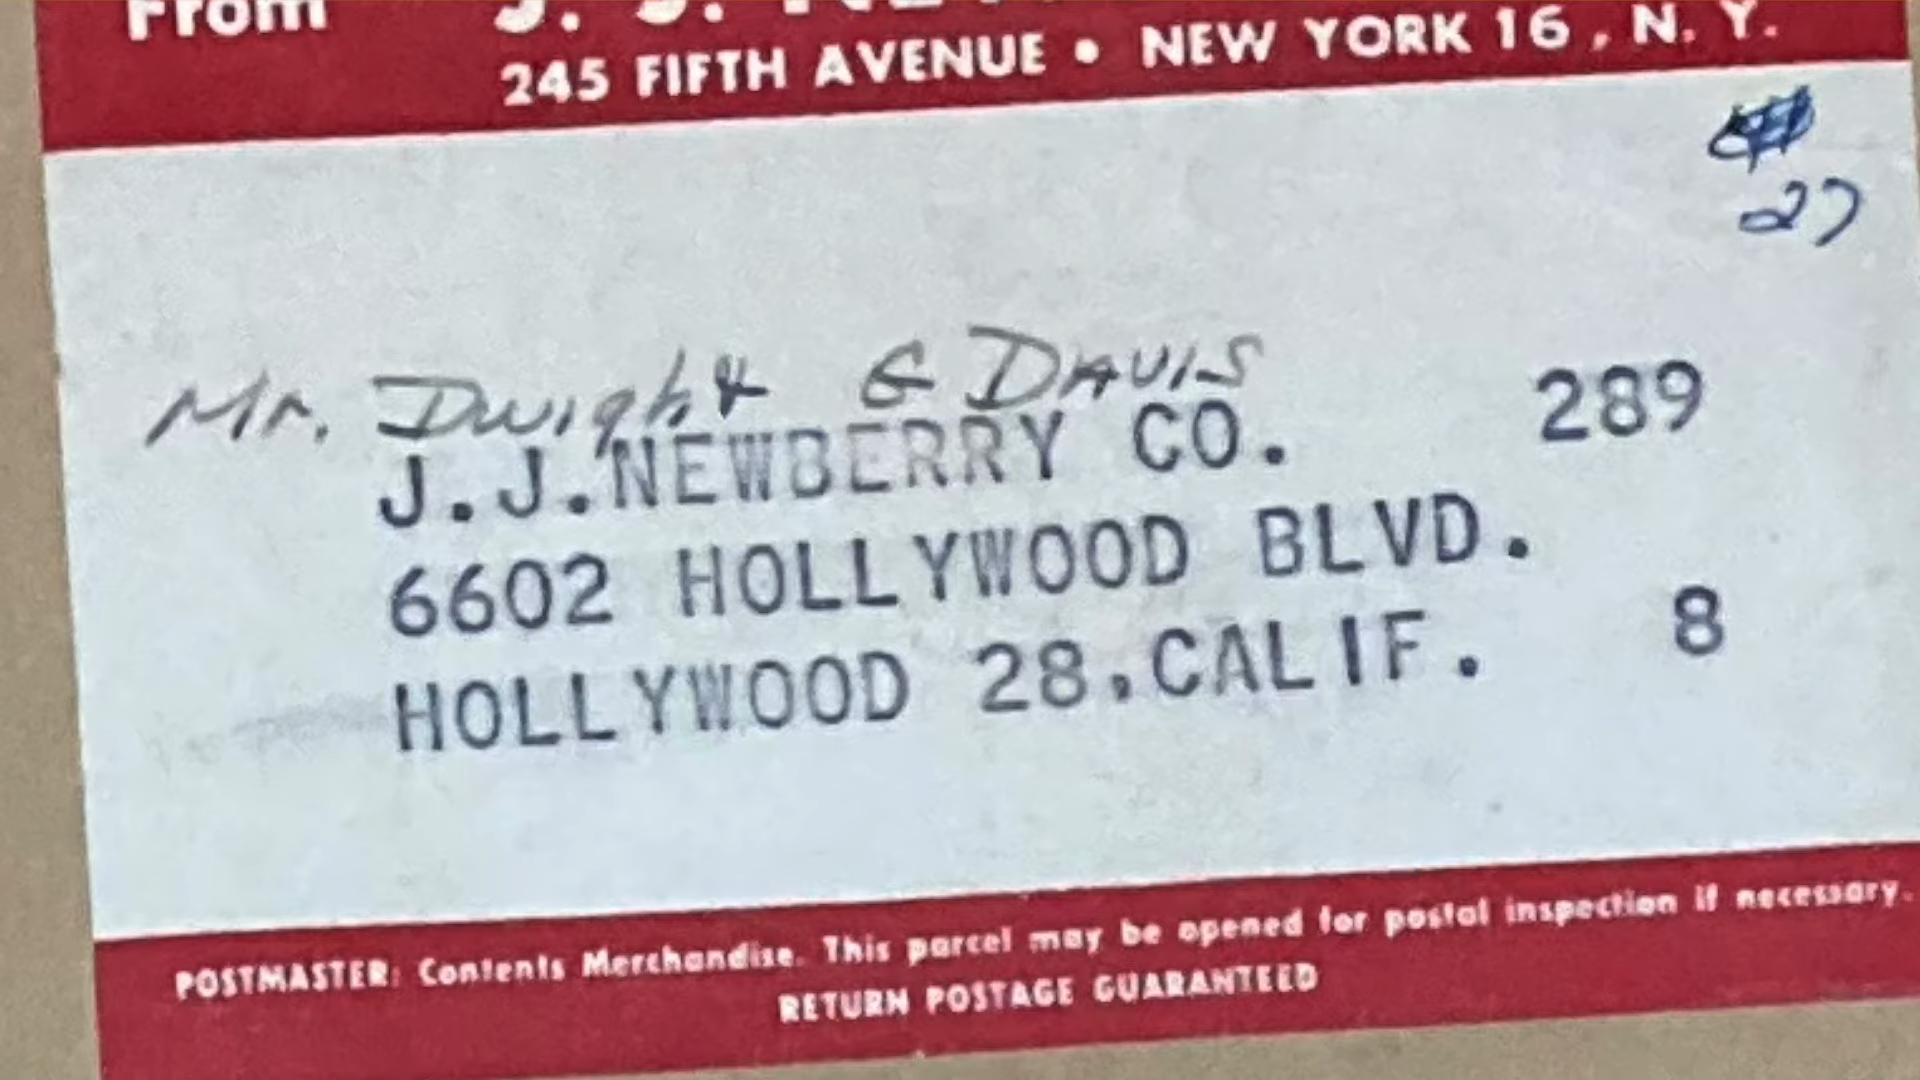 From J. J.
245 FIFTH AVENUE • NEW YORK 16, N. Y.
27
Mr. Dwight G DAVIS
J.J.NEWBERRY CO. 289
6602 HOLLYWOOD BLVD.
HOLLYWOOD 28,CALIF. 8
POSTMASTER: Contents Merchandise. This parcel may be opened for postal inspection if necessary.
RETURN POSTAGE GUARANTEED